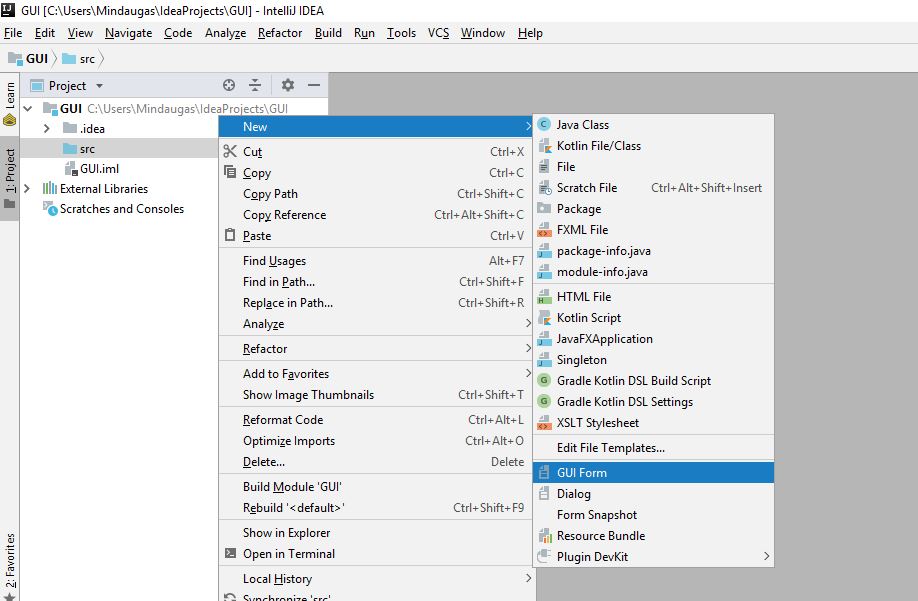 GUI [C:\Users\Mindaugas\IdeaProjects\GUI] - IntelliJ IDEA
File Edit View Navigate Code Analyze Refactor Build Run Tools VCS Window Help
GUI src
Learn
1: Project
2: Favorites
Project
GUI C:\Users\Mindaugas\IdeaProjects\GUI
.idea
src
GUI.iml
External Libraries
Scratches and Consoles
New
Cut Ctrl+X
Copy Ctrl+C
Copy Path Ctrl+Shift+C
Copy Reference Ctrl+Alt+Shift+C
Paste Ctrl+V
Find Usages Alt+F7
Find in Path... Ctrl+Shift+F
Replace in Path... Ctrl+Shift+R
Analyze
Refactor
Add to Favorites
Show Image Thumbnails Ctrl+Shift+T
Reformat Code Ctrl+Alt+L
Optimize Imports Ctrl+Alt+O
Delete... Delete
Build Module 'GUI'
Rebuild '<default>' Ctrl+Shift+F9
Show in Explorer
Open in Terminal
Local History
Synchronize 'src'
Java Class
Kotlin File/Class
File
Scratch File Ctrl+Alt+Shift+Insert
Package
FXML File
package-info.java
module-info.java
HTML File
Kotlin Script
JavaFXApplication
Singleton
Gradle Kotlin DSL Build Script
Gradle Kotlin DSL Settings
XSLT Stylesheet
Edit File Templates...
GUI Form
Dialog
Form Snapshot
Resource Bundle
Plugin DevKit